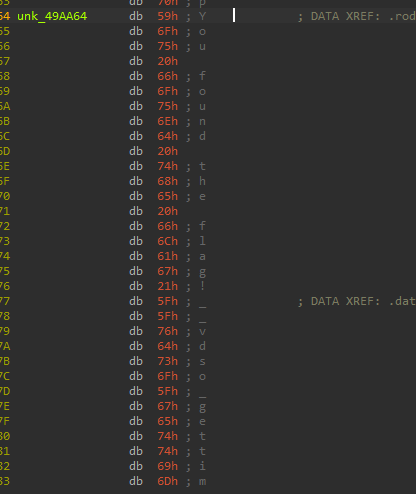 db 70h ; p
64 unk_49AA64 db 59h ; Y ; DATA XREF: .rod
65 db 6Fh ; o
66 db 75h ; u
67 db 20h
68 db 66h ; f
69 db 6Fh ; o
6A db 75h ; u
6B db 6Eh ; n
6C db 64h ; d
6D db 20h
6E db 74h ; t
6F db 68h ; h
70 db 65h ; e
71 db 20h
72 db 66h ; f
73 db 6Ch ; l
74 db 61h ; a
75 db 67h ; g
76 db 21h ; !
77 db 5Fh ; _ ; DATA XREF: .dat
78 db 5Fh ; _
79 db 76h ; v
7A db 64h ; d
7B db 73h ; s
7C db 6Fh ; o
7D db 5Fh ; _
7E db 67h ; g
7F db 65h ; e
80 db 74h ; t
81 db 74h ; t
82 db 69h ; i
83 db 6Dh ; m